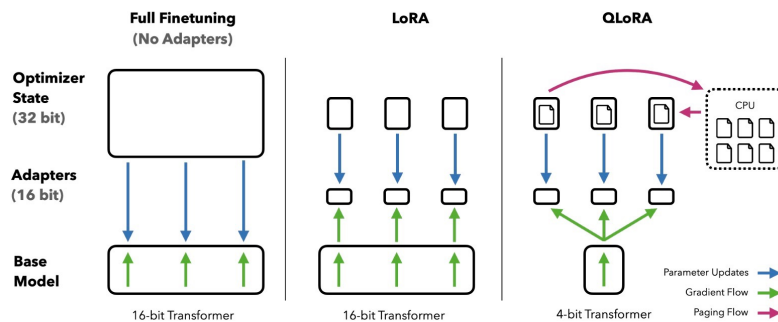 Full Finetuning
(No Adapters)
LoRA
QLoRA
Optimizer
State
(32 bit)
CPU
Adapters
(16 bit)
Base
Model
Parameter Updates
Gradient Flow
Paging Flow
16-bit Transformer
16-bit Transformer
4-bit Transformer